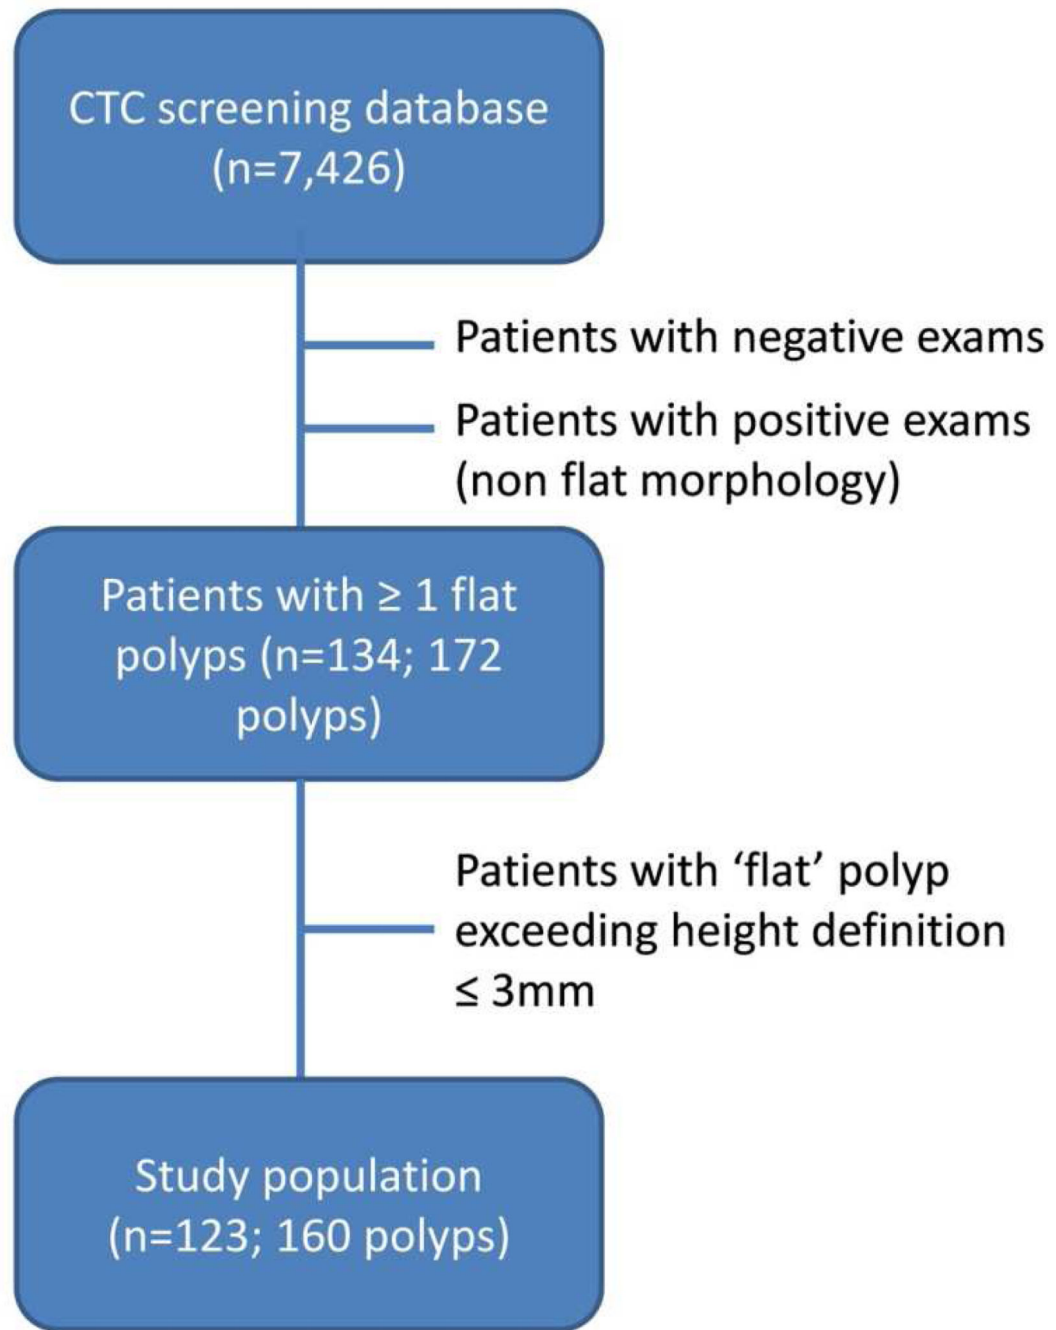 CTC screening database
(n=7,426)
Patients with negative exams
Patients with positive exams
(non flat morphology)
Patients with ≥ 1 flat
polyps (n=134; 172
polyps)
Patients with ‘flat’ polyp
exceeding height definition
≤ 3mm
Study population
(n=123; 160 polyps)